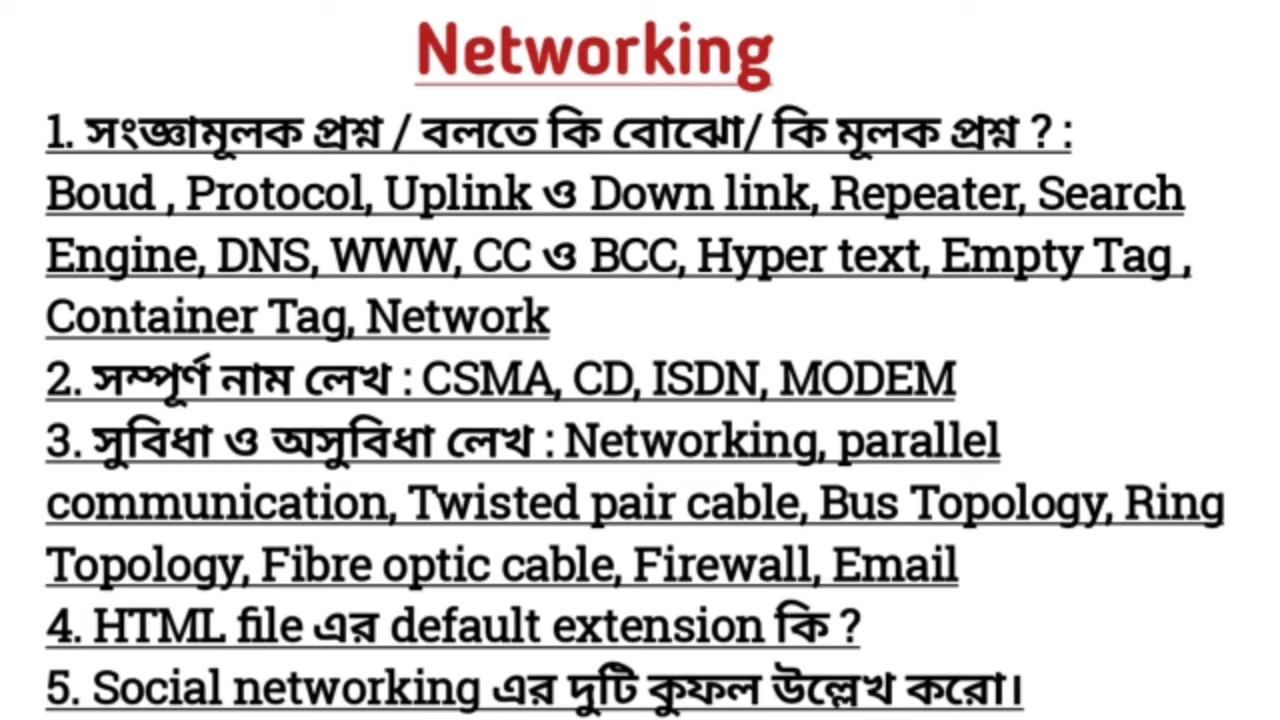 Networking
1. সংজ্ঞামূলক প্রশ্ন / বলতে কি বোঝো/ কি মূলক প্রশ্ন ? :
Boud , Protocol, Uplink ও Down link, Repeater, Search
Engine, DNS, WWW, CC ও BCC, Hyper text, Empty Tag ,
Container Tag, Network
2. সম্পূর্ণ নাম লেখ : CSMA, CD, ISDN, MODEM
3. সুবিধা ও অসুবিধা লেখ : Networking, parallel
communication, Twisted pair cable, Bus Topology, Ring
Topology, Fibre optic cable, Firewall, Email
4. HTML file এর default extension কি ?
5. Social networking এর দুটি কুফল উল্লেখ করো।